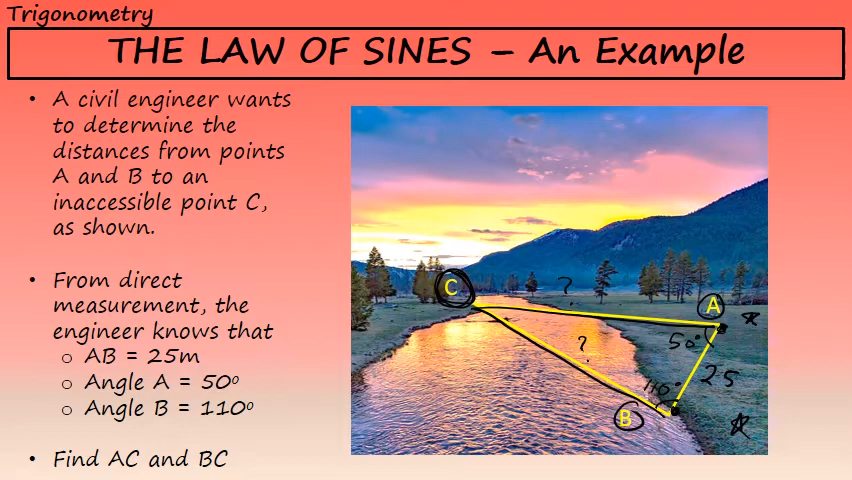 Trigonometry
THE LAW OF SINES – An Example
• A civil engineer wants
to determine the
distances from points
A and B to an
inaccessible point C,
as shown.
• From direct
measurement, the
engineer knows that
o AB = 25m
o Angle A = 50⁰
o Angle B = 110⁰
• Find AC and BC
C
?
A
50°
?
25
110°
B